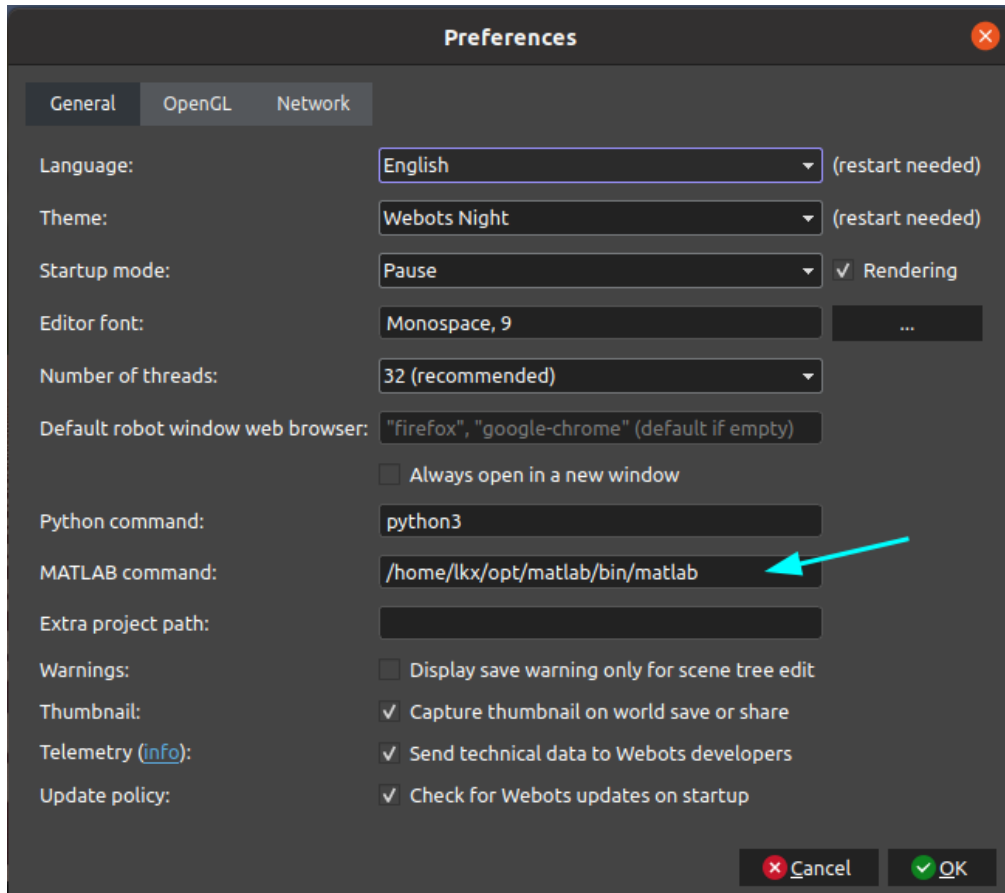 Preferences
General OpenGL Network
Language: English (restart needed)
Theme: Webots Night (restart needed)
Startup mode: Pause Rendering
Editor font: Monospace, 9 ...
Number of threads: 32 (recommended)
Default robot window web browser: "firefox", "google-chrome" (default if empty)
Always open in a new window
Python command: python3
MATLAB command: /home/lkx/opt/matlab/bin/matlab
Extra project path:
Warnings: Display save warning only for scene tree edit
Thumbnail: Capture thumbnail on world save or share
Telemetry (info): Send technical data to Webots developers
Update policy: Check for Webots updates on startup
Cancel OK